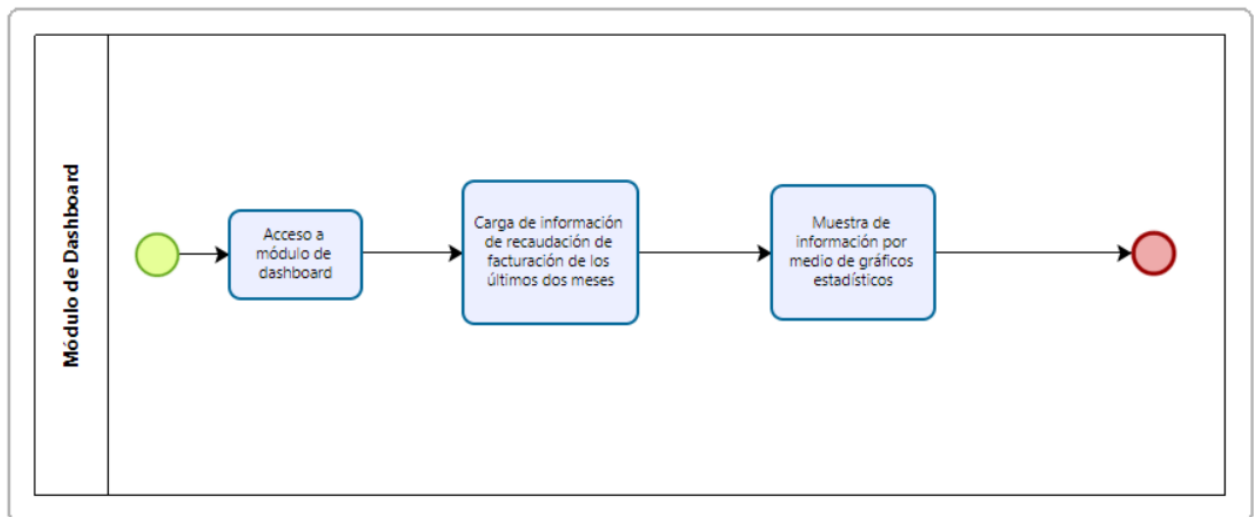 Módulo de Dashboard
Acceso a
módulo de
dashboard
Carga de información
de recaudación de
facturación de los
últimos dos meses
Muestra de
información por
medio de gráficos
estadísticos